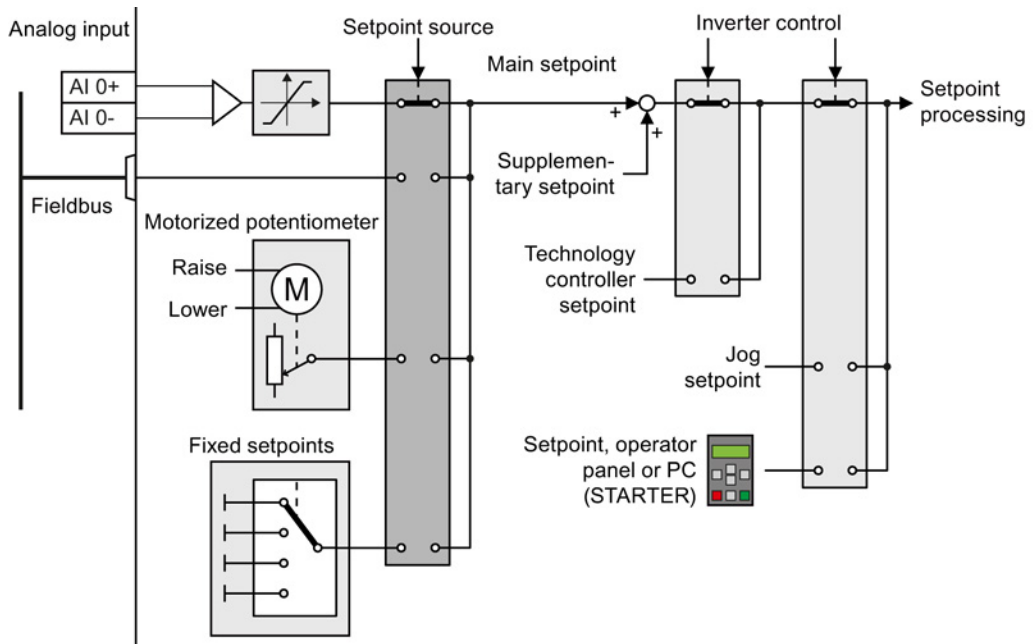 Analog input
AI 0+
AI 0-
Fieldbus
Setpoint source
Main setpoint
+
+
Supplemen-
tary setpoint
Inverter control
Setpoint
processing
Motorized potentiometer
Raise
Lower
M
Technology
controller
setpoint
Jog
setpoint
Fixed setpoints
Setpoint, operator
panel or PC
(STARTER)